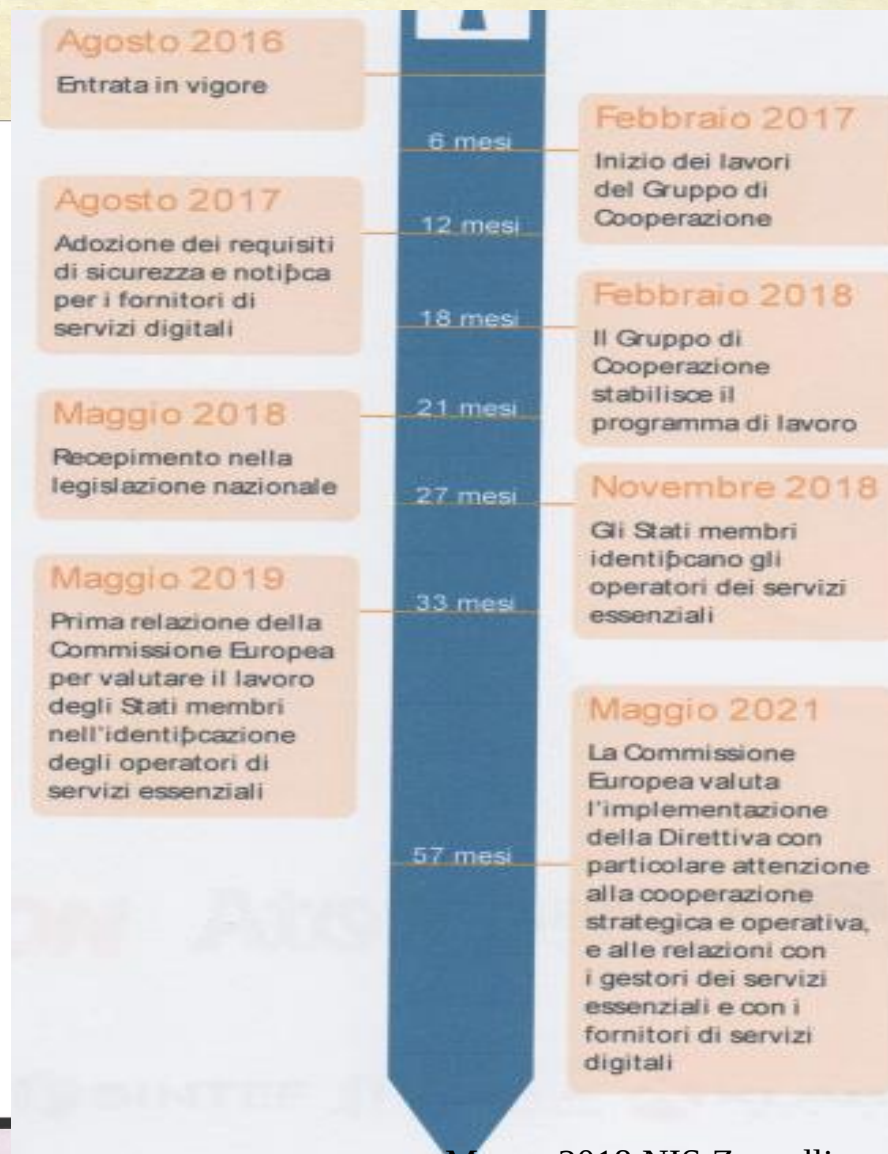 Agosto 2016
Entrata in vigore
6 mesi
Febbraio 2017
Inizio dei lavori
del Gruppo di
Cooperazione
Agosto 2017
Adozione dei requisiti
di sicurezza e notiþca
per i fornitori di
servizi digitali
12 mesi
18 mesi
Febbraio 2018
Il Gruppo di
Cooperazione
stabilisce il
programma di lavoro
Maggio 2018
Recepimento nella
legislazione nazionale
21 mesi
27 mesi
Novembre 2018
Gli Stati membri
identiþcano gli
operatori dei servizi
essenziali
Maggio 2019
Prima relazione della
Commissione Europea
per valutare il lavoro
degli Stati membri
nell'identiþcazione
degli operatori di
servizi essenziali
33 mesi
57 mesi
Maggio 2021
La Commissione
Europea valuta
l'implementazione
della Direttiva con
particolare attenzione
alla cooperazione
strategica e operativa,
e alle relazioni con
i gestori dei servizi
essenziali e con i
fornitori di servizi
digitali
2018 NIS